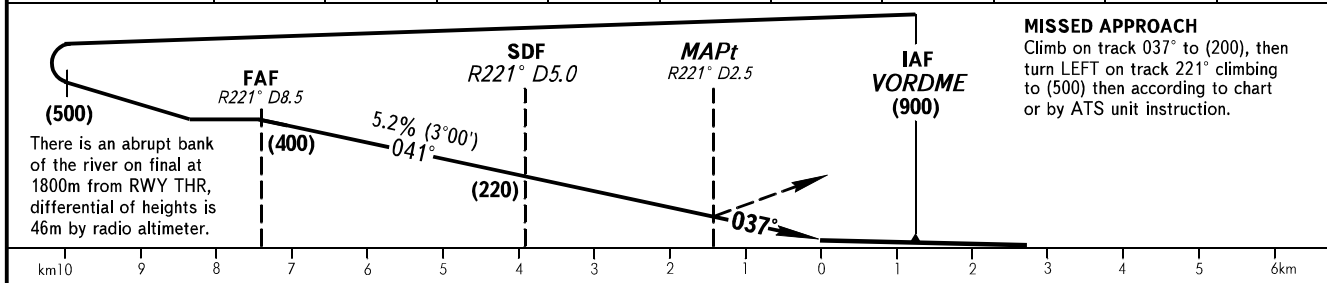 MISSED APPROACH
Climb on track 037° to (200), then
turn LEFT on track 221° climbing
to (500) then according to chart
or by ATS unit instruction.
SDF
R221° D5.0
MAPt
R221° D2.5
IAF
VORDME
(900)
FAF
R221° D8.5
(500)
5.2% (3°00')
041°
(400)
(220)
037°
There is an abrupt bank
of the river on final at
1800m from RWY THR,
differential of heights is
46m by radio altimeter.
km10 9 8 7 6 5 4 3 2 1 0 1 2 3 4 5 6km